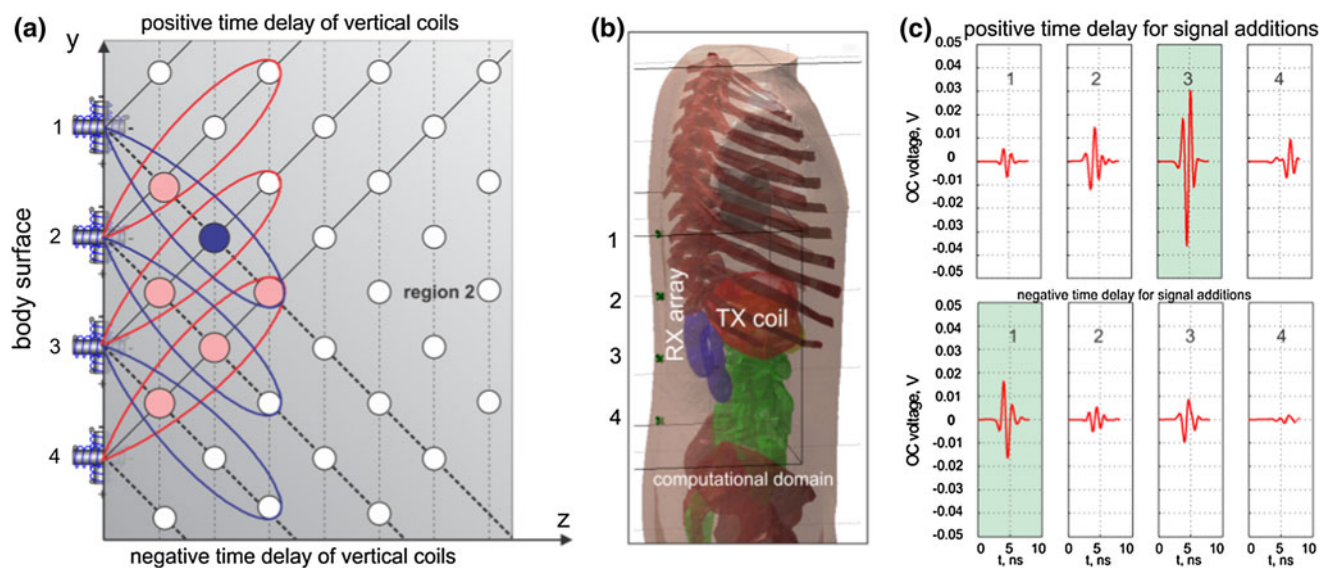 (a)
positive time delay of vertical coils
y
body surface
1
2
3
4
region 2
z
negative time delay of vertical coils
(b)
1
2
3
4
RX array
TX coil
computational domain
(c)
positive time delay for signal additions
OC voltage, V
0.05
0.04
0.03
0.02
0.01
0
-0.01
-0.02
-0.03
-0.04
-0.05
1
2
3
4
negative time delay for signal additions
OC voltage, V
0.05
0.04
0.03
0.02
0.01
0
-0.01
-0.02
-0.03
-0.04
-0.05
1
2
3
4
0 5 10
t, ns
0 5 10
t, ns
0 5 10
t, ns
0 5 10
t, ns